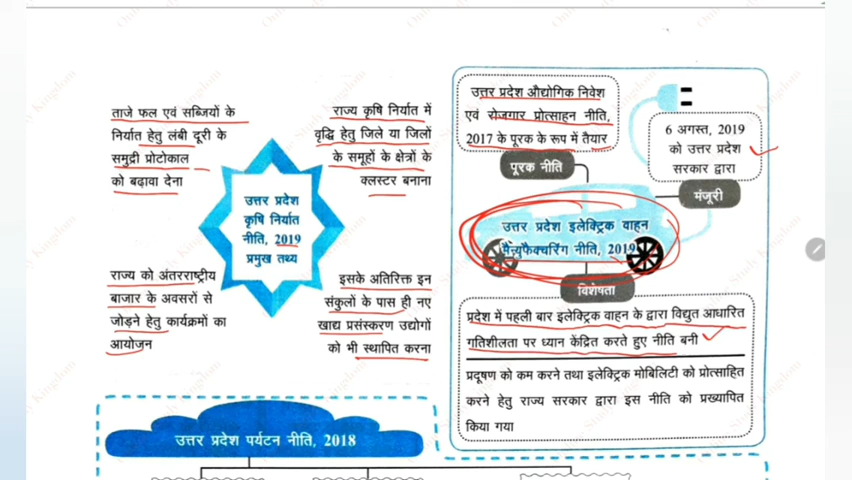 ताजे फल एवं सब्जियों के
निर्यात हेतु लंबी दूरी के
समुद्री प्रोटोकाल
को बढ़ावा देना
राज्य कृषि निर्यात में
वृद्धि हेतु जिले या जिलों
के समूहों के क्षेत्रों के
क्लस्टर बनाना
उत्तर प्रदेश
कृषि निर्यात
नीति, 2019
प्रमुख तथ्य
राज्य को अंतरराष्ट्रीय
बाजार के अवसरों से
जोड़ने हेतु कार्यक्रमों का
आयोजन
इसके अतिरिक्त इन
संकुलों के पास ही नए
खाद्य प्रसंस्करण उद्योगों
को भी स्थापित करना
उत्तर प्रदेश औद्योगिक निवेश
एवं रोजगार प्रोत्साहन नीति,
2017 के पूरक के रूप में तैयार
पूरक नीति
6 अगस्त, 2019
को उत्तर प्रदेश
सरकार द्वारा
मंजूरी
उत्तर प्रदेश इलेक्ट्रिक वाहन
मैन्युफैक्चरिंग नीति, 2019
विशेषता
प्रदेश में पहली बार इलेक्ट्रिक वाहन के द्वारा विद्युत आधारित
गतिशीलता पर ध्यान केंद्रित करते हुए नीति बनी
प्रदूषण को कम करने तथा इलेक्ट्रिक मोबिलिटी को प्रोत्साहित
करने हेतु राज्य सरकार द्वारा इस नीति को प्रख्यापित
किया गया
उत्तर प्रदेश पर्यटन नीति, 2018